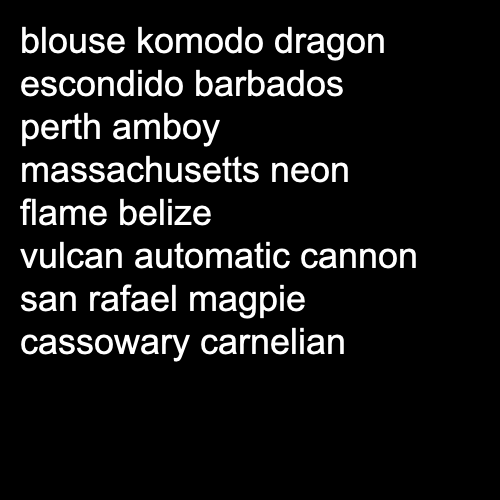 blouse komodo dragon
escondido barbados
perth amboy
massachusetts neon
flame belize
vulcan automatic cannon
san rafael magpie
cassowary carnelian